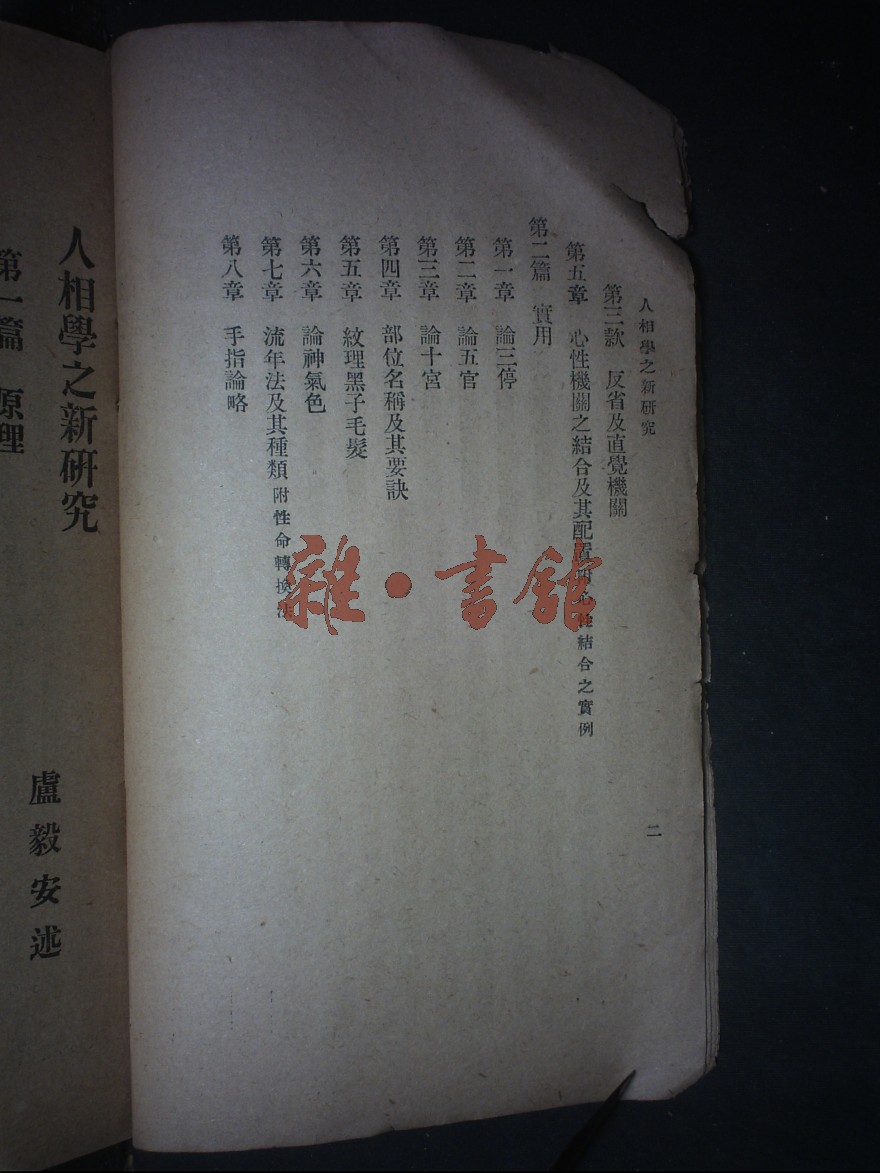 人相學之新研究
第三款　反省及直覺機關
第五章　心性機關之結合及其配置附心性結合之實例
第二篇　實用
第一章　論三停
第二章　論五官
第三章　論十宮
第四章　部位名稱及其要訣
第五章　紋理黑子毛髮
第六章　論神氣色
第七章　流年法及其種類附性命轉換法
第八章　手指論略
二
人相學之新研究
盧毅安述
第一篇　原理
雜・書館